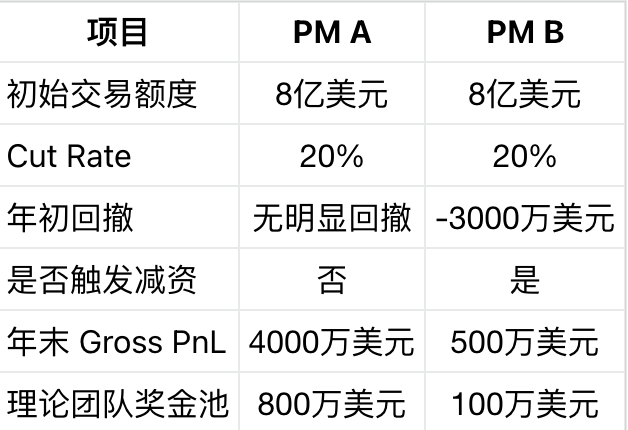 项目 PM A PM B
初始交易额度 8亿美元 8亿美元
Cut Rate 20% 20%
年初回撤 无明显回撤 -3000万美元
是否触发减资 否 是
年末 Gross PnL 4000万美元 500万美元
理论团队奖金池 800万美元 100万美元